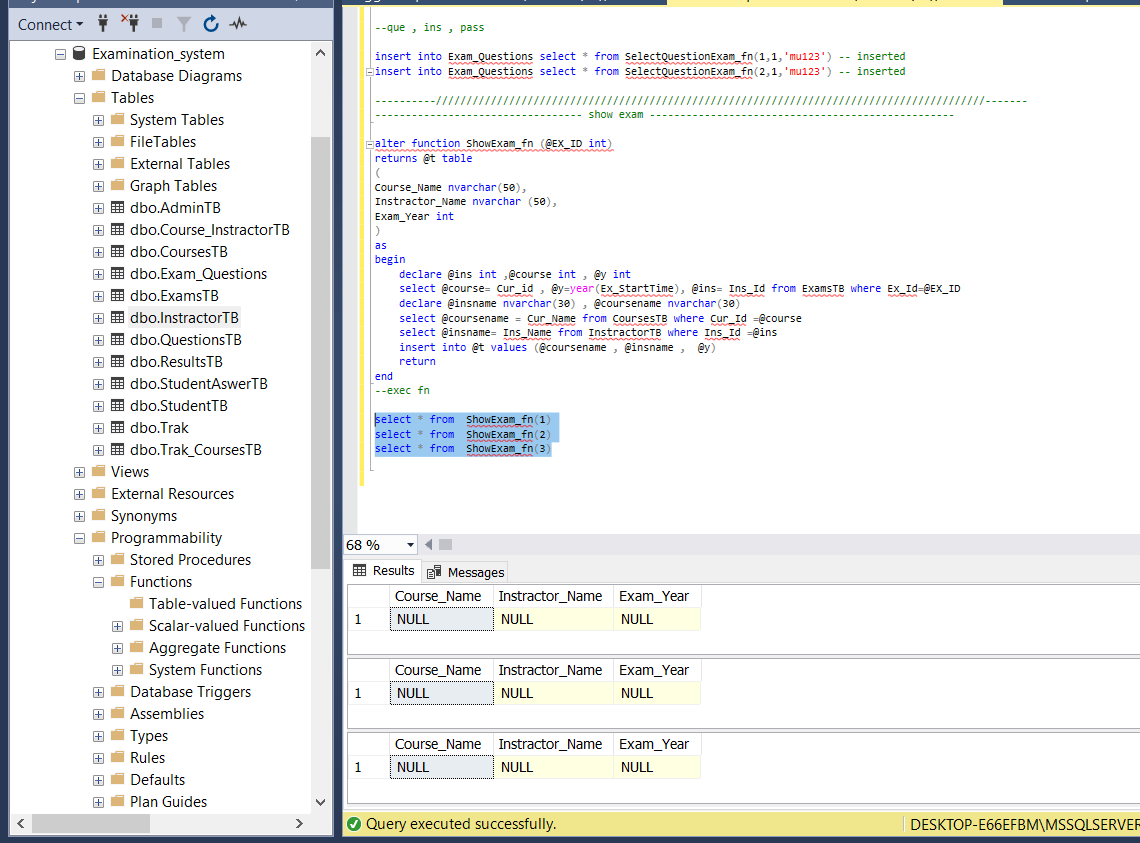 Connect
Examination_system
Database Diagrams
Tables
System Tables
FileTables
External Tables
Graph Tables
dbo.AdminTB
dbo.Course_InstractorTB
dbo.CoursesTB
dbo.Exam_Questions
dbo.ExamsTB
dbo.InstractorTB
dbo.QuestionsTB
dbo.ResultsTB
dbo.StudentAswerTB
dbo.StudentTB
dbo.Trak
dbo.Trak_CoursesTB
Views
External Resources
Synonyms
Programmability
Stored Procedures
Functions
Table-valued Functions
Scalar-valued Functions
Aggregate Functions
System Functions
Database Triggers
Assemblies
Types
Rules
Defaults
Plan Guides
--que , ins , pass
insert into Exam_Questions select * from SelectQuestionExam_fn(1,1,'mu123') -- inserted
insert into Exam_Questions select * from SelectQuestionExam_fn(2,1,'mu123') -- inserted
----------//////////////////////////////////////////////////////////////////////////////////////////-------
---------------------------------- show exam --------------------------------------------------
alter function ShowExam_fn (@EX_ID int)
returns @t table
(
Course_Name nvarchar(50),
Instractor_Name nvarchar (50),
Exam_Year int
)
as
begin
declare @ins int ,@course int , @y int
select @course= Cur_id , @y=year(Ex_StartTime), @ins= Ins_Id from ExamsTB where Ex_Id=@EX_ID
declare @insname nvarchar(30) , @coursename nvarchar(30)
select @coursename = Cur_Name from CoursesTB where Cur_Id =@course
select @insname= Ins_Name from InstractorTB where Ins_Id =@ins
insert into @t values (@coursename , @insname , @y)
return
end
--exec fn
select * from ShowExam_fn(1)
select * from ShowExam_fn(2)
select * from ShowExam_fn(3)
68 %
Results Messages
Course_Name Instractor_Name Exam_Year
1 NULL NULL NULL
Course_Name Instractor_Name Exam_Year
1 NULL NULL NULL
Course_Name Instractor_Name Exam_Year
1 NULL NULL NULL
Query executed successfully. DESKTOP-E66EFBM\MSSQLSERVER